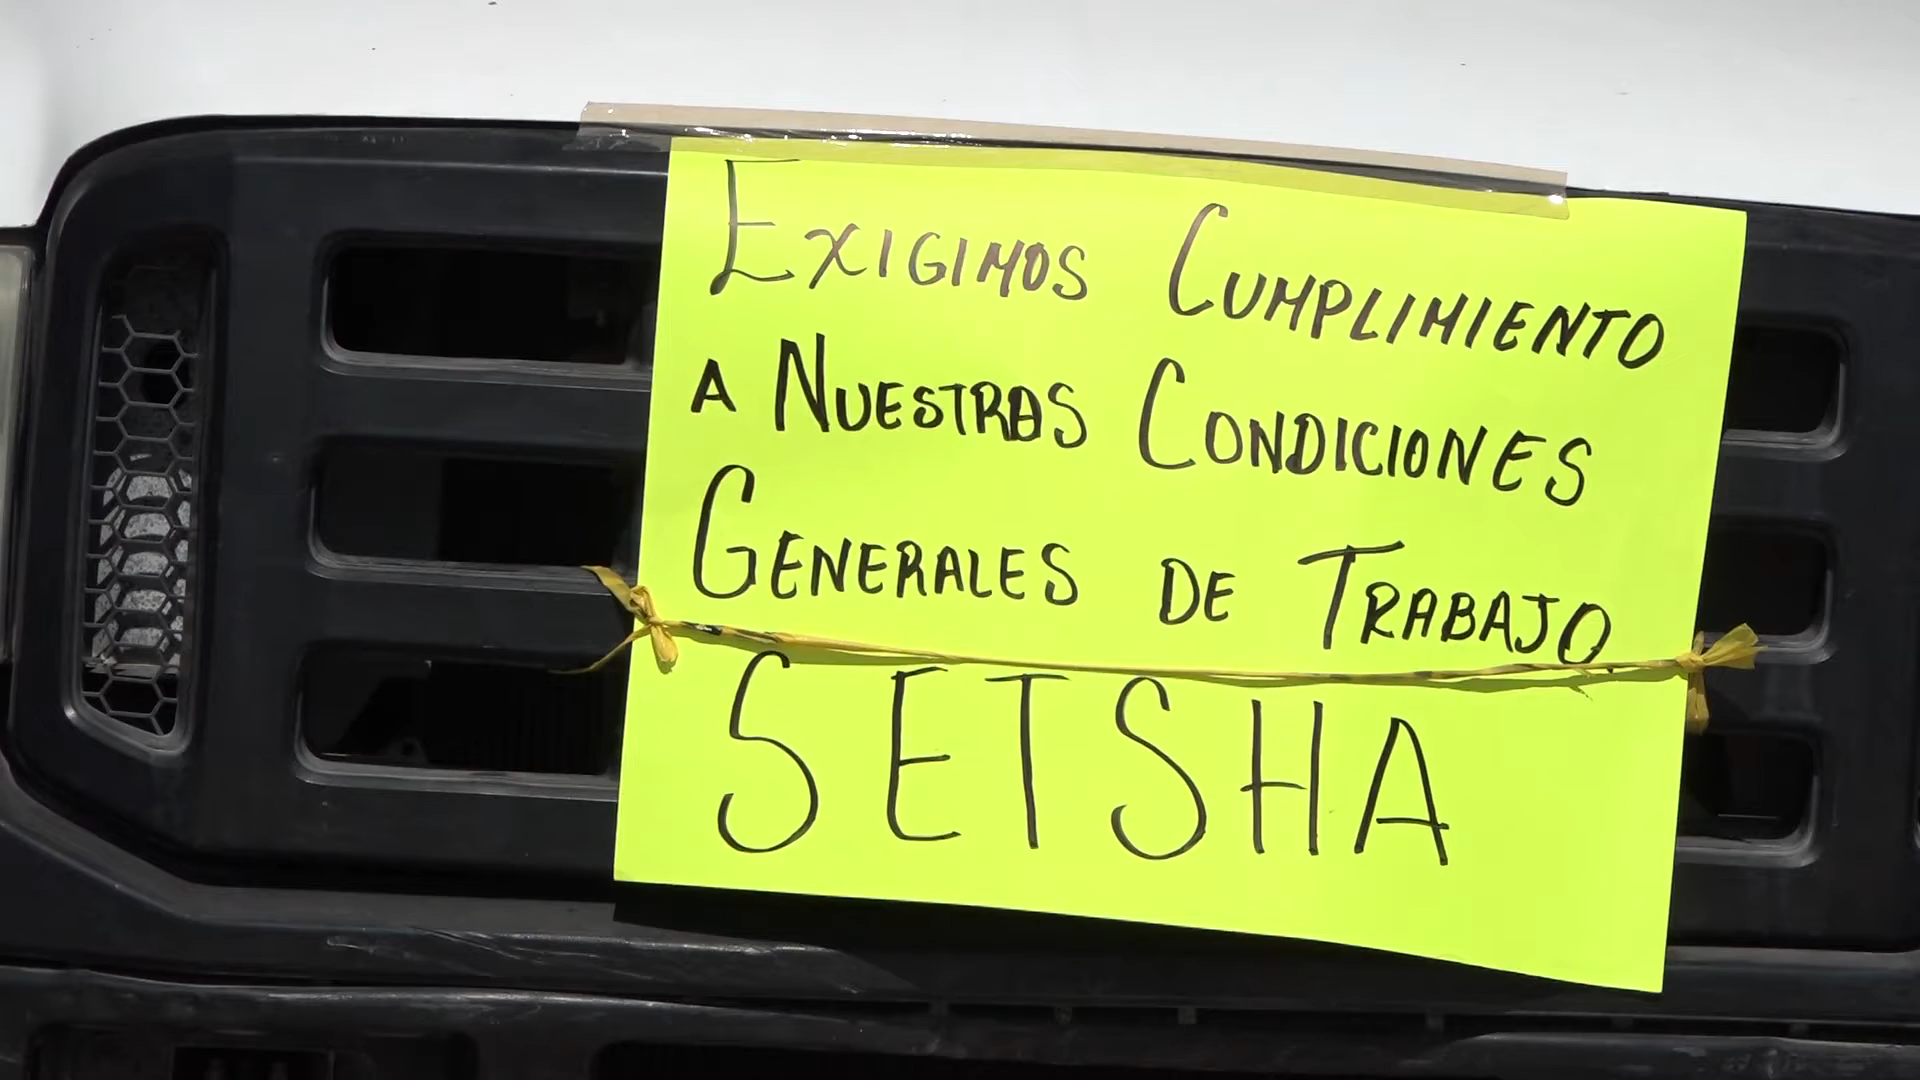 EXIGIMOS CUMPLIMIENTO
A NUESTRAS CONDICIONES
GENERALES DE TRABAJO.
SETSHA